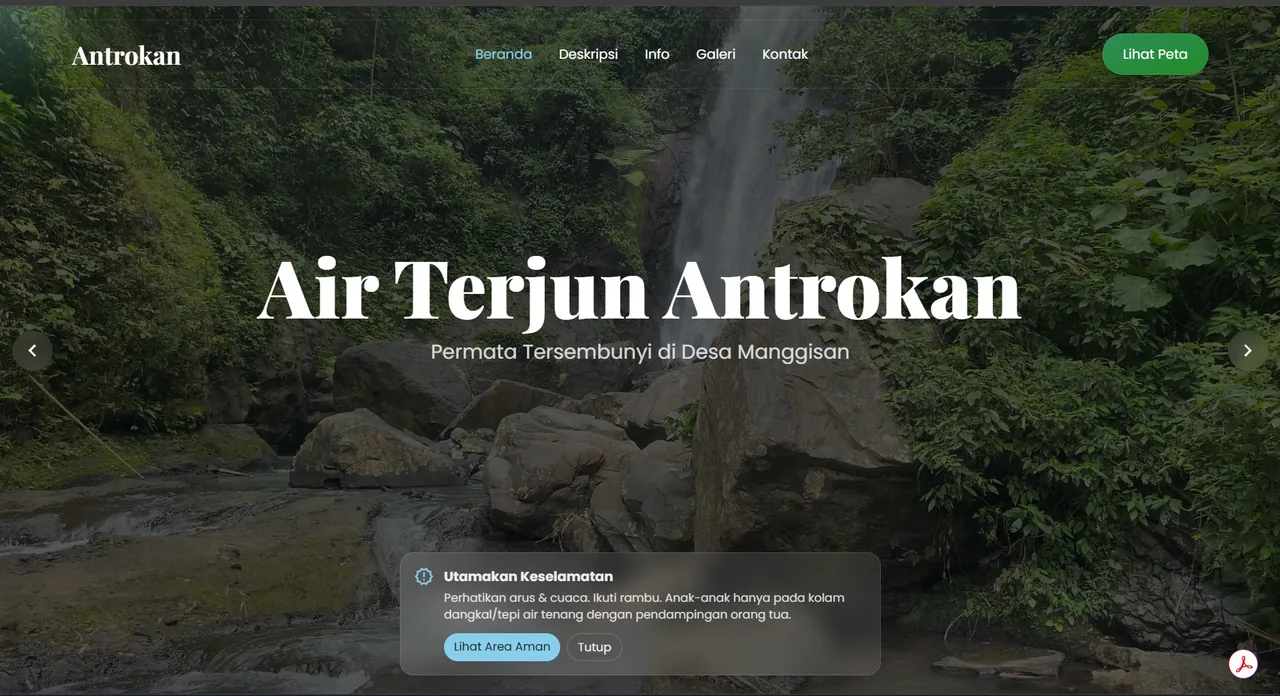 Antrokan
Beranda
Deskripsi
Info
Galeri
Kontak
Lihat Peta
Air Terjun Antrokan
Permata Tersembunyi di Desa Manggisan
Utamakan Keselamatan
Perhatikan arus & cuaca. Ikuti rambu. Anak-anak hanya pada kolam
dangkal/tepi air tenang dengan pendampingan orang tua.
Lihat Area Aman
Tutup